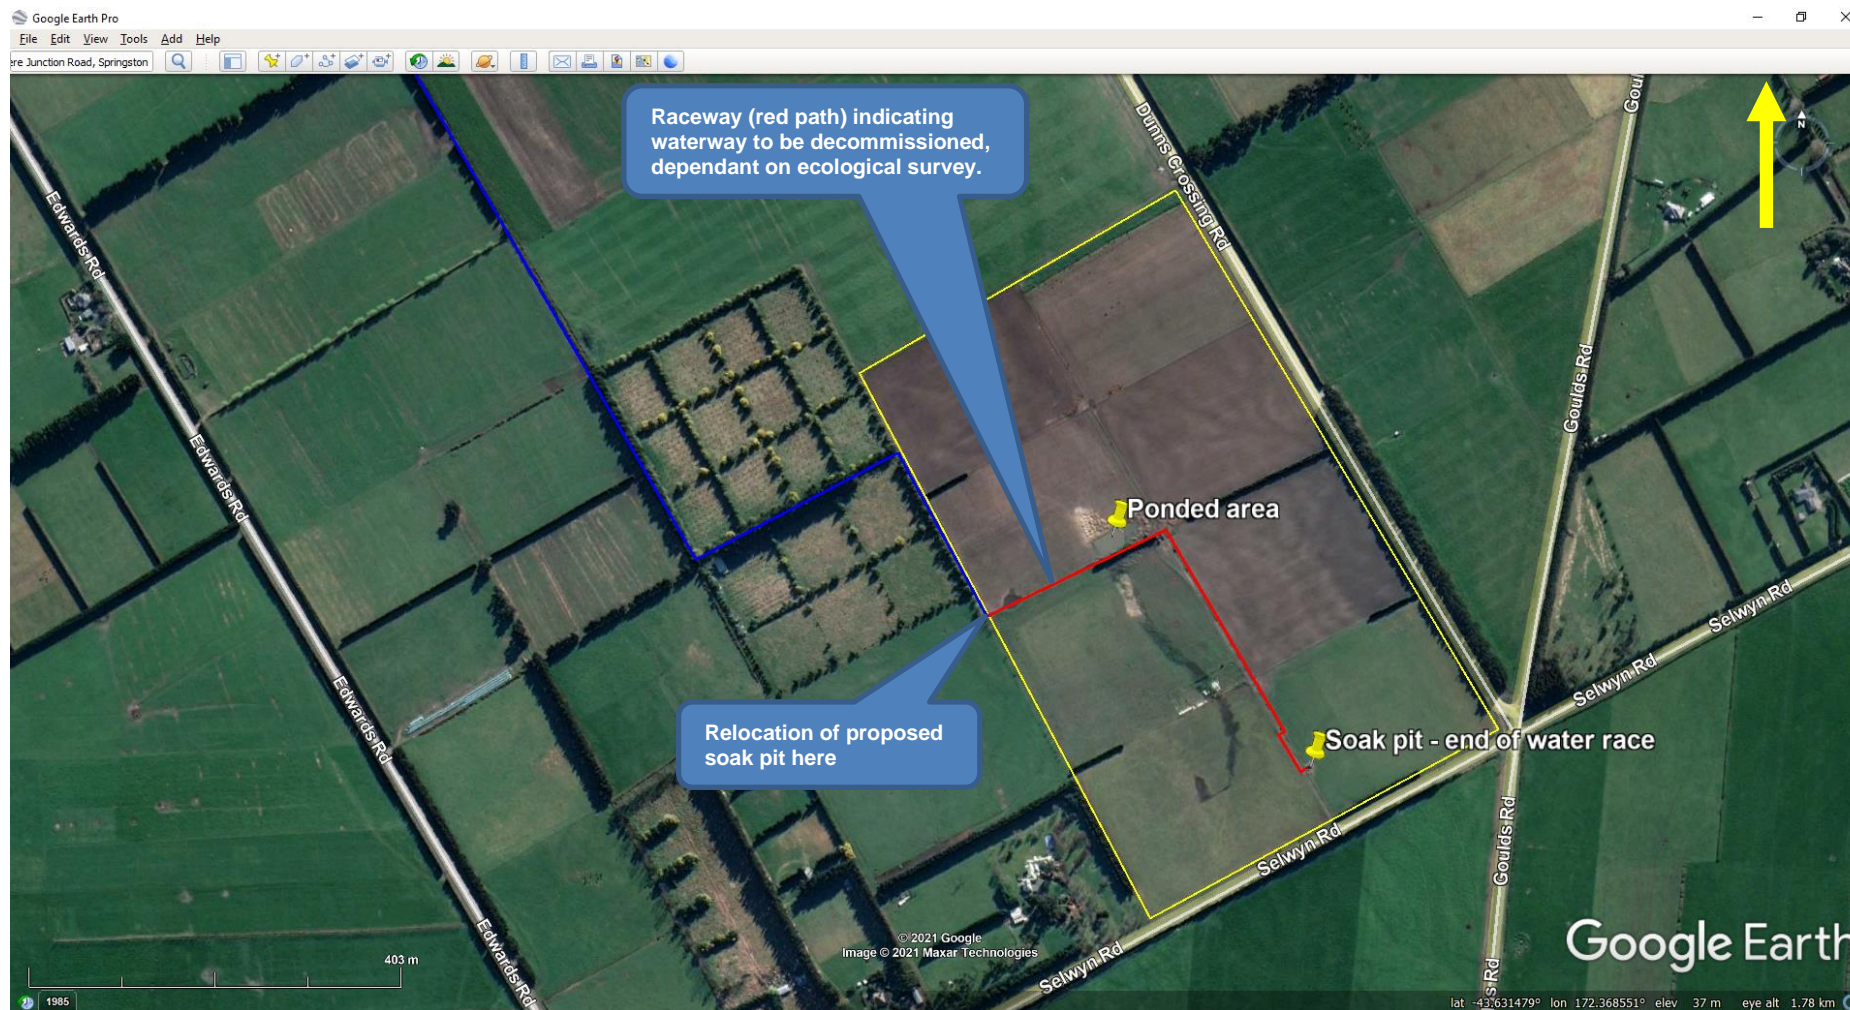 Google Earth Pro
File Edit View Tools Add Help
ere Junction Road, Springston
Raceway (red path) indicating
waterway to be decommissioned,
dependant on ecological survey.
Dunns Crossing Rd
Goul
N
Edwards Rd
Goulds Rd
Edwards Rd
Ponded area
Selwyn Rd
Selwyn Rd
Edwards Rd
Relocation of proposed
soak pit here
Soak pit - end of water race
Selwyn Rd
Goulds Rd
Edwards Rd
Selwyn Rd
s Rd
© 2021 Google
Image © 2021 Maxar Technologies
Google Earth
403 m
1985
lat -43.631479° lon 172.368551° elev 37 m eye alt 1.78 km